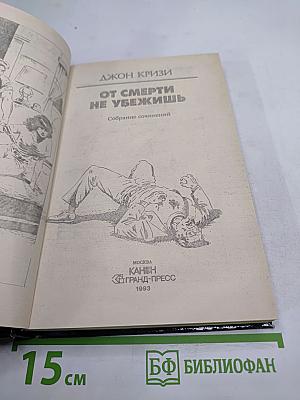 ДЖОН КРИЗИ
ОТ СМЕРТИ
НЕ УБЕЖИШЬ
Собрание сочинений
МОСКВА
КАНОН
ГРАНД-ПРЕСС
1993
15 см
БФ БИБЛИОФАН